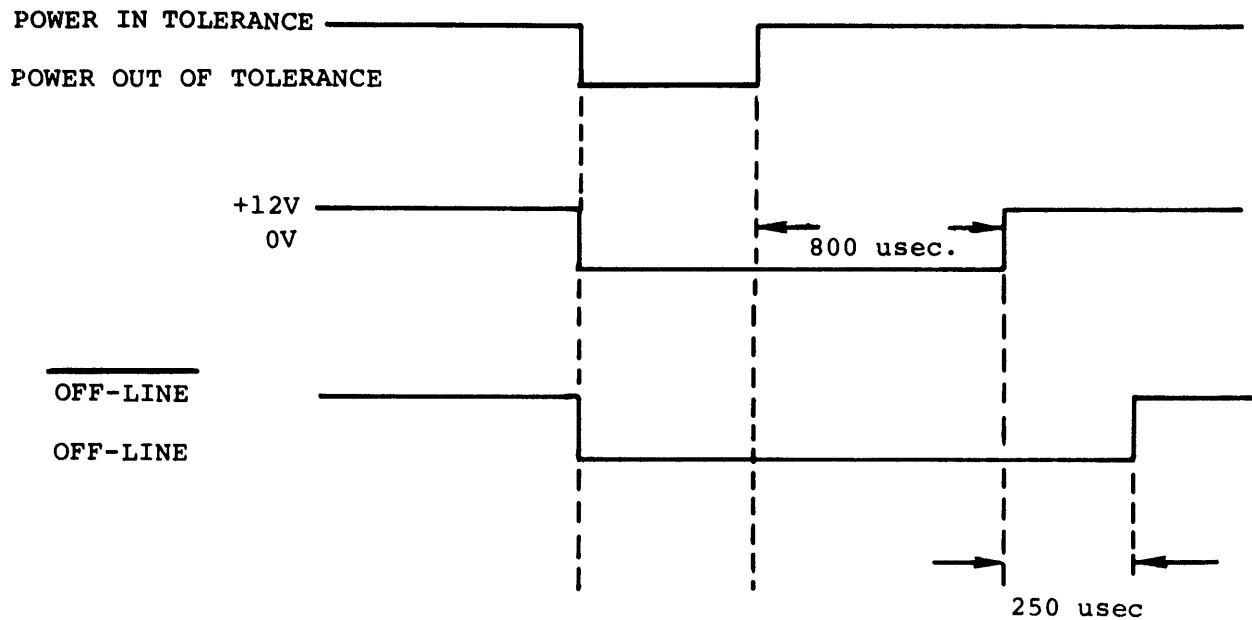 POWER IN TOLERANCE
POWER OUT OF TOLERANCE
+12V
0V
800 usec.
OFF-LINE
OFF-LINE
250 usec